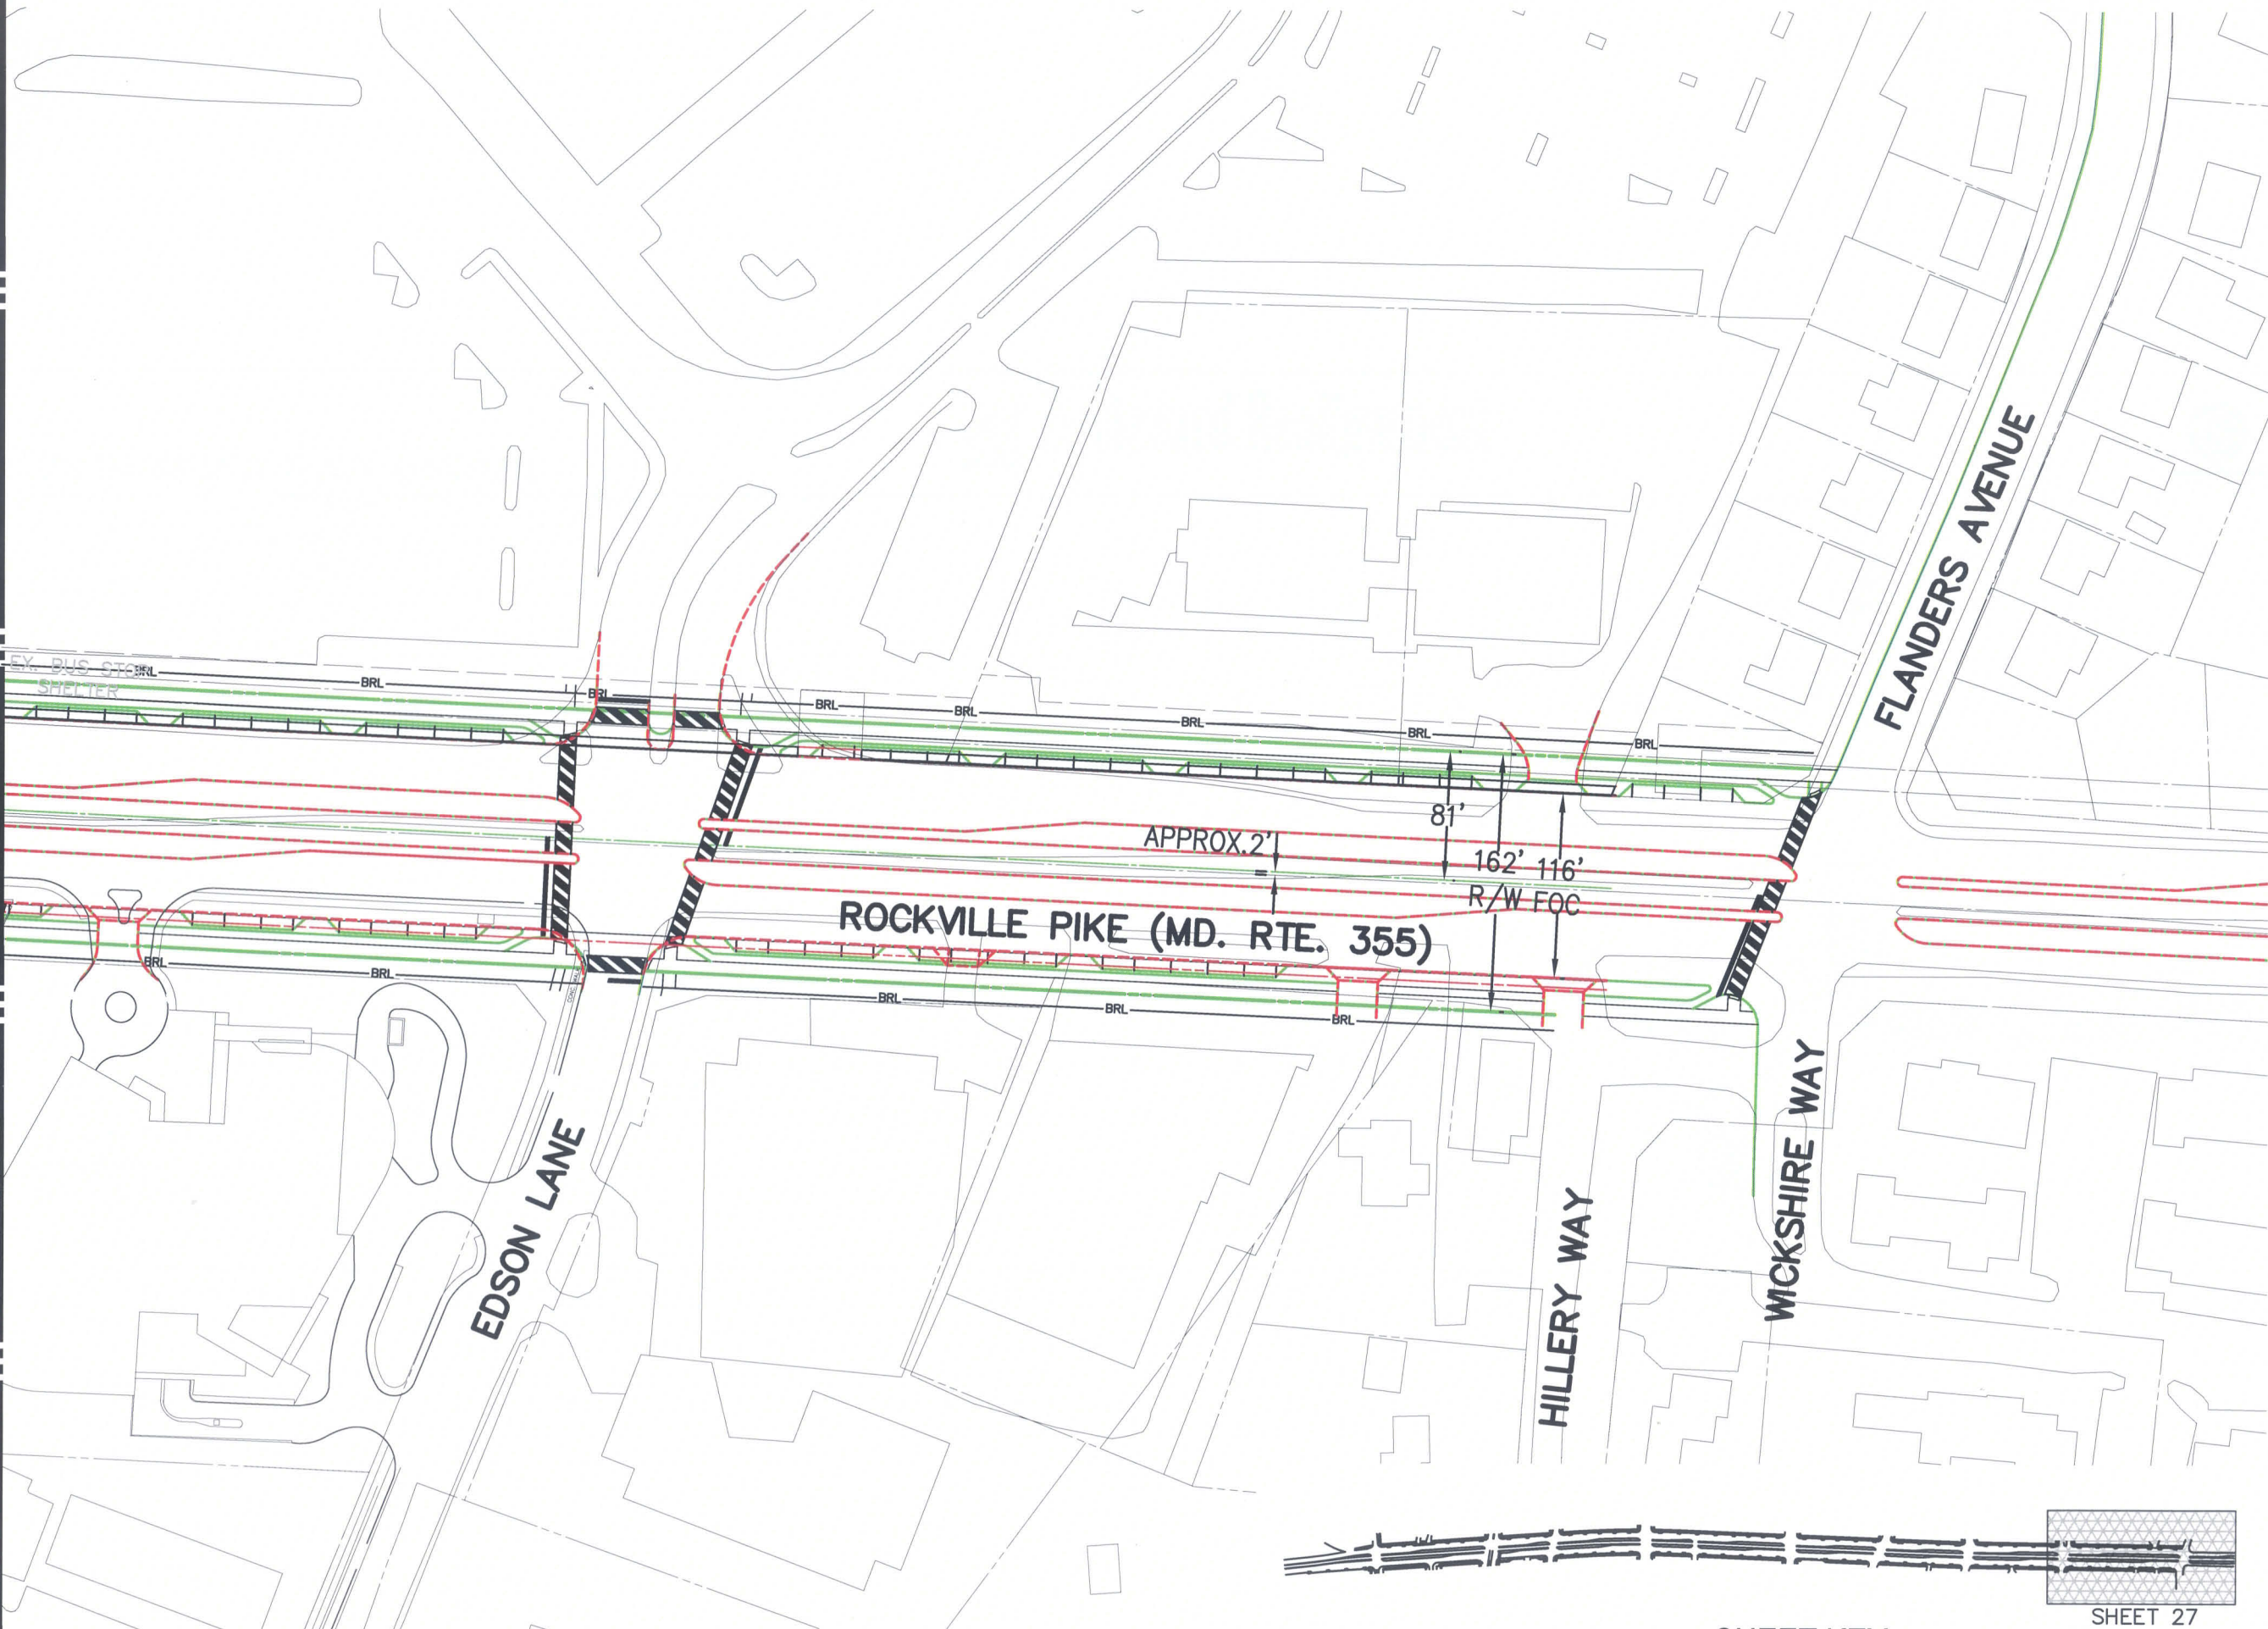 EX. BUS STOP
SHELTER
BRL
BRL
BRL
BRL
BRL
BRL
BRL
BRL
FLANDERS AVENUE
81'
APPROX.2'
162' 116'
R/W FOC
ROCKVILLE PIKE (MD. RTE. 355)
BRL
BRL
BRL
BRL
BRL
EDSON LANE
HILLERY WAY
WICKSHIRE WAY
SHEET 27